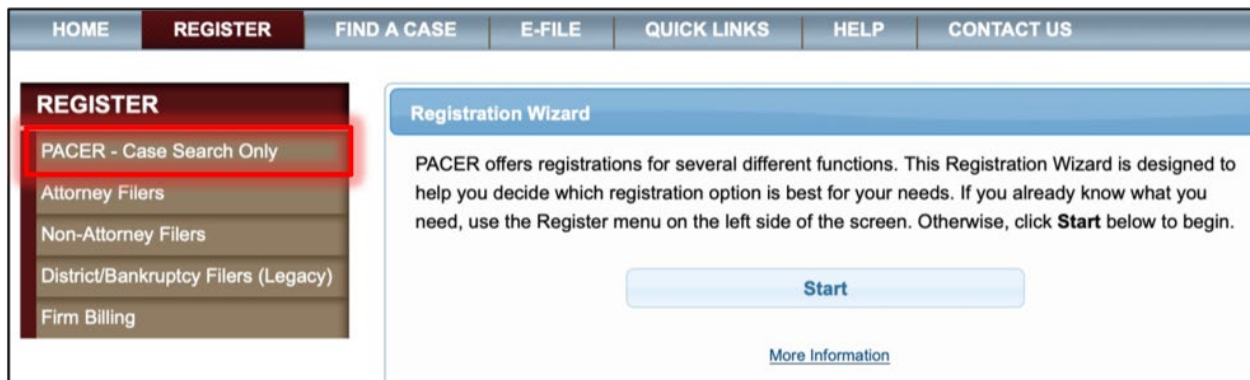 HOME REGISTER FIND A CASE E-FILE QUICK LINKS HELP CONTACT US
REGISTER
PACER - Case Search Only
Attorney Filers
Non-Attorney Filers
District/Bankruptcy Filers (Legacy)
Firm Billing
Registration Wizard
PACER offers registrations for several different functions. This Registration Wizard is designed to
help you decide which registration option is best for your needs. If you already know what you
need, use the Register menu on the left side of the screen. Otherwise, click Start below to begin.
Start
More Information